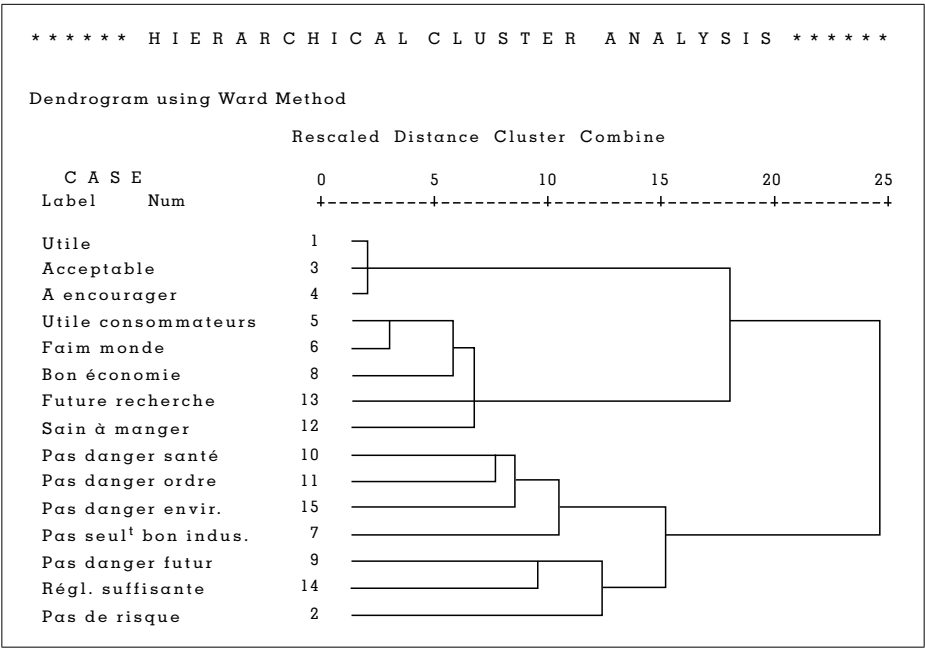 * * * * * * H I E R A R C H I C A L C L U S T E R A N A L Y S I S * * * * * *
Dendrogram using Ward Method
Rescaled Distance Cluster Combine
C A S E 0 5 10 15 20 25
Label Num
Utile 1
Acceptable 3
A encourager 4
Utile consommateurs 5
Faim monde 6
Bon économie 8
Future recherche 13
Sain à manger 12
Pas danger santé 10
Pas danger ordre 11
Pas danger envir. 15
Pas seulᵗ bon indus. 7
Pas danger futur 9
Régl. suffisante 14
Pas de risque 2